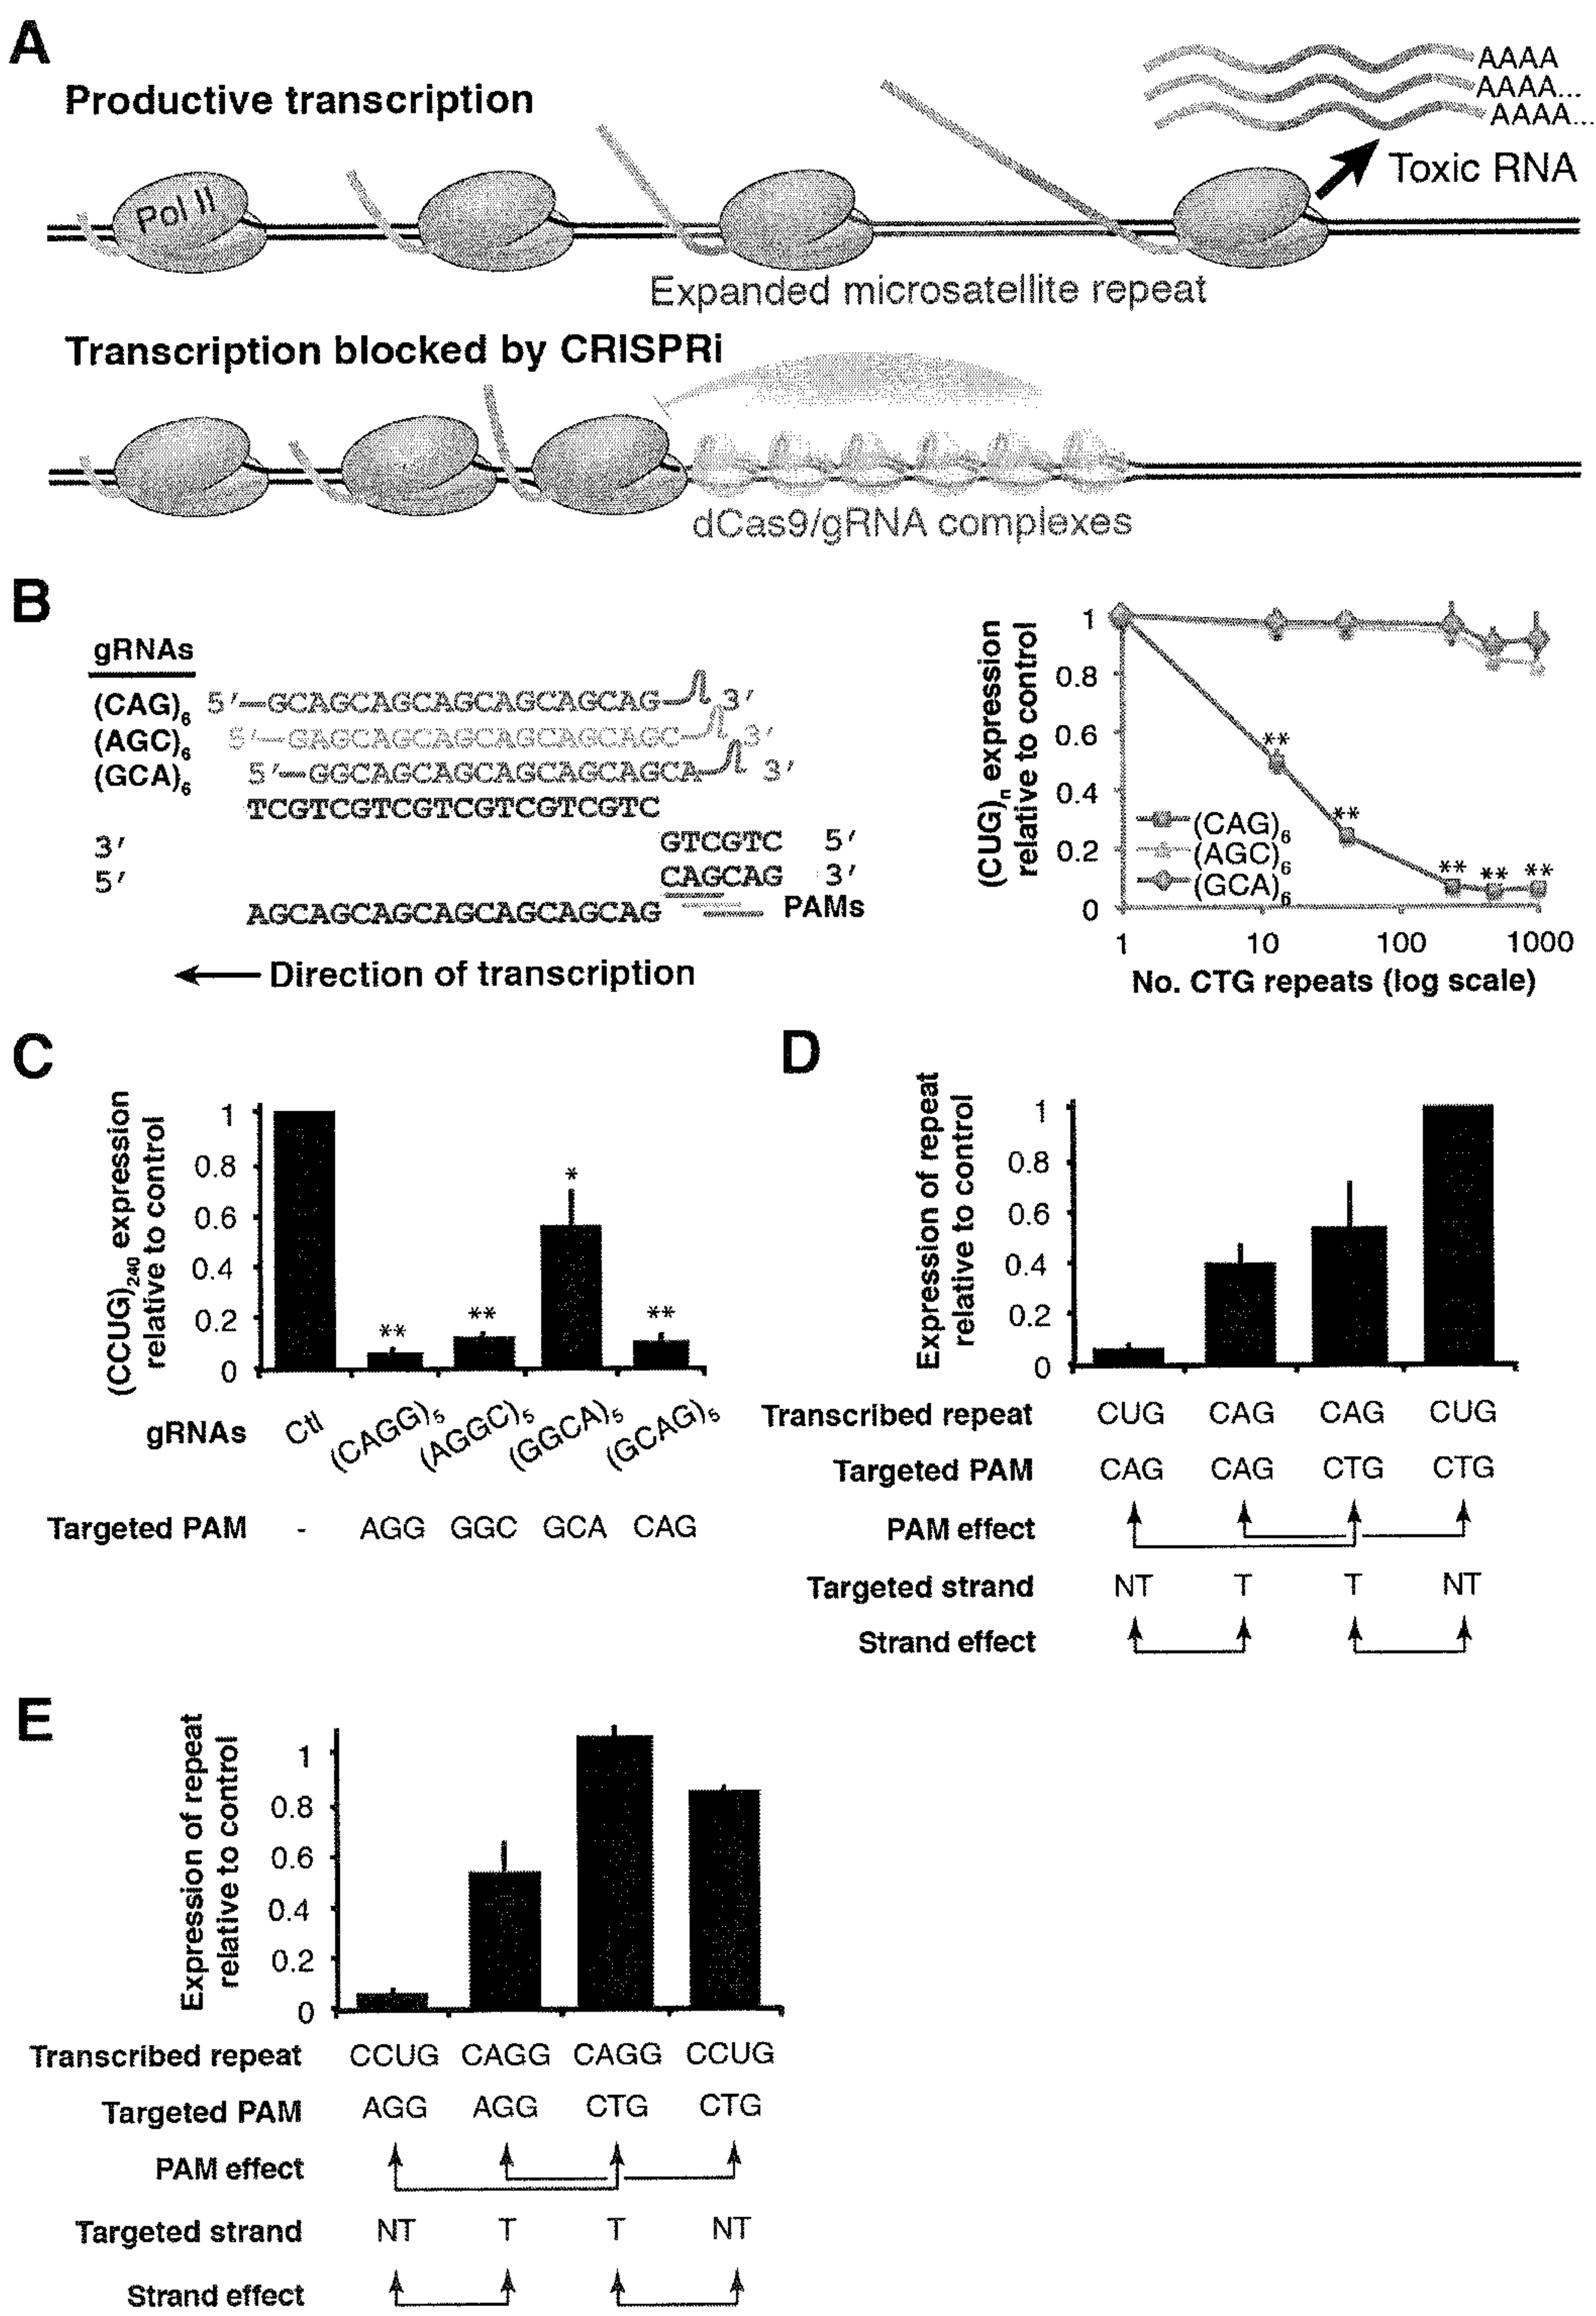 A
Productive transcription
AAAA
AAAA...
AAAA...
Toxic RNA
Pol II
Expanded microsatellite repeat
Transcription blocked by CRISPRi
dCas9/gRNA complexes
B
gRNAs
(CAG)6 5′—GCAGCAGCAGCAGCAGCAG 3′
(AGC)6 5′—GAGCAGCAGCAGCAGCAGC 3′
(GCA)6 5′—GGCAGCAGCAGCAGCAGCA 3′
TCGTCGTCGTCGTCGTCGTC
3′ GTCGTC 5′
5′ CAGCAG 3′
AGCAGCAGCAGCAGCAGCAG PAMs
Direction of transcription
(CUG)n expression
relative to control
1
0.8
0.6
0.4
0.2
0
**
**
** ** **
(CAG)6
(AGC)6
(GCA)6
1 10 100 1000
No. CTG repeats (log scale)
C
(CCUG)240 expression
relative to control
1
0.8
0.6
0.4
0.2
0
** ** * **
gRNAs Ctl (CAGG)5 (AGGC)5 (GGCA)5 (GCAG)5
Targeted PAM - AGG GGC GCA CAG
D
Expression of repeat
relative to control
1
0.8
0.6
0.4
0.2
0
Transcribed repeat CUG CAG CAG CUG
Targeted PAM CAG CAG CTG CTG
PAM effect
Targeted strand NT T T NT
Strand effect
E
Expression of repeat
relative to control
1
0.8
0.6
0.4
0.2
0
Transcribed repeat CCUG CAGG CAGG CCUG
Targeted PAM AGG AGG CTG CTG
PAM effect
Targeted strand NT T T NT
Strand effect